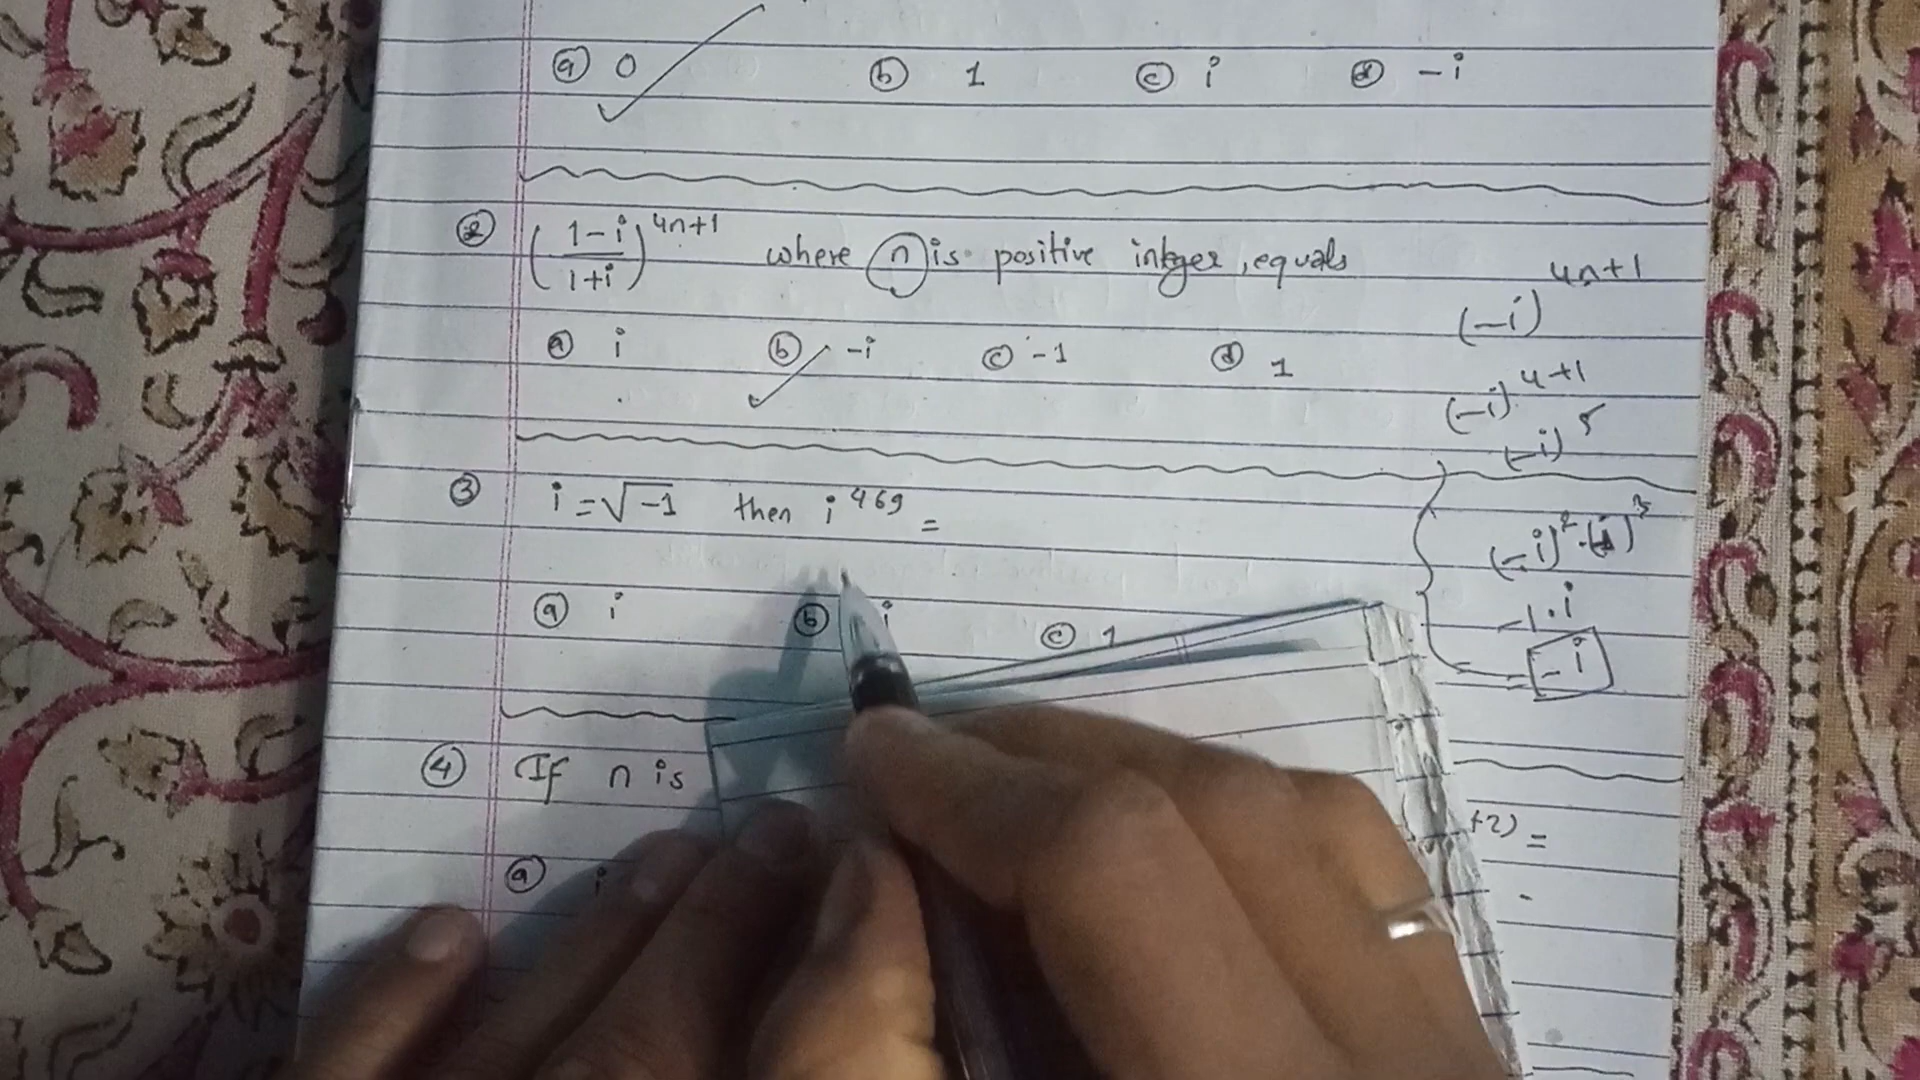 ⓐ 0 ⓑ 1 ⓒ i ⓓ -i
② (1-i/1+i)^4n+1 where n is positive integer, equals
(-i)^4n+1
ⓐ i ⓑ -i ⓒ -1 ⓓ 1
(-i)^4+1
(-i)^5
③ i = √-1 then i^469 =
(-i)^2 · (i)^3
ⓐ i ⓑ i ⓒ 1
-1·i
-i
④ If n is
+2) =
ⓐ i